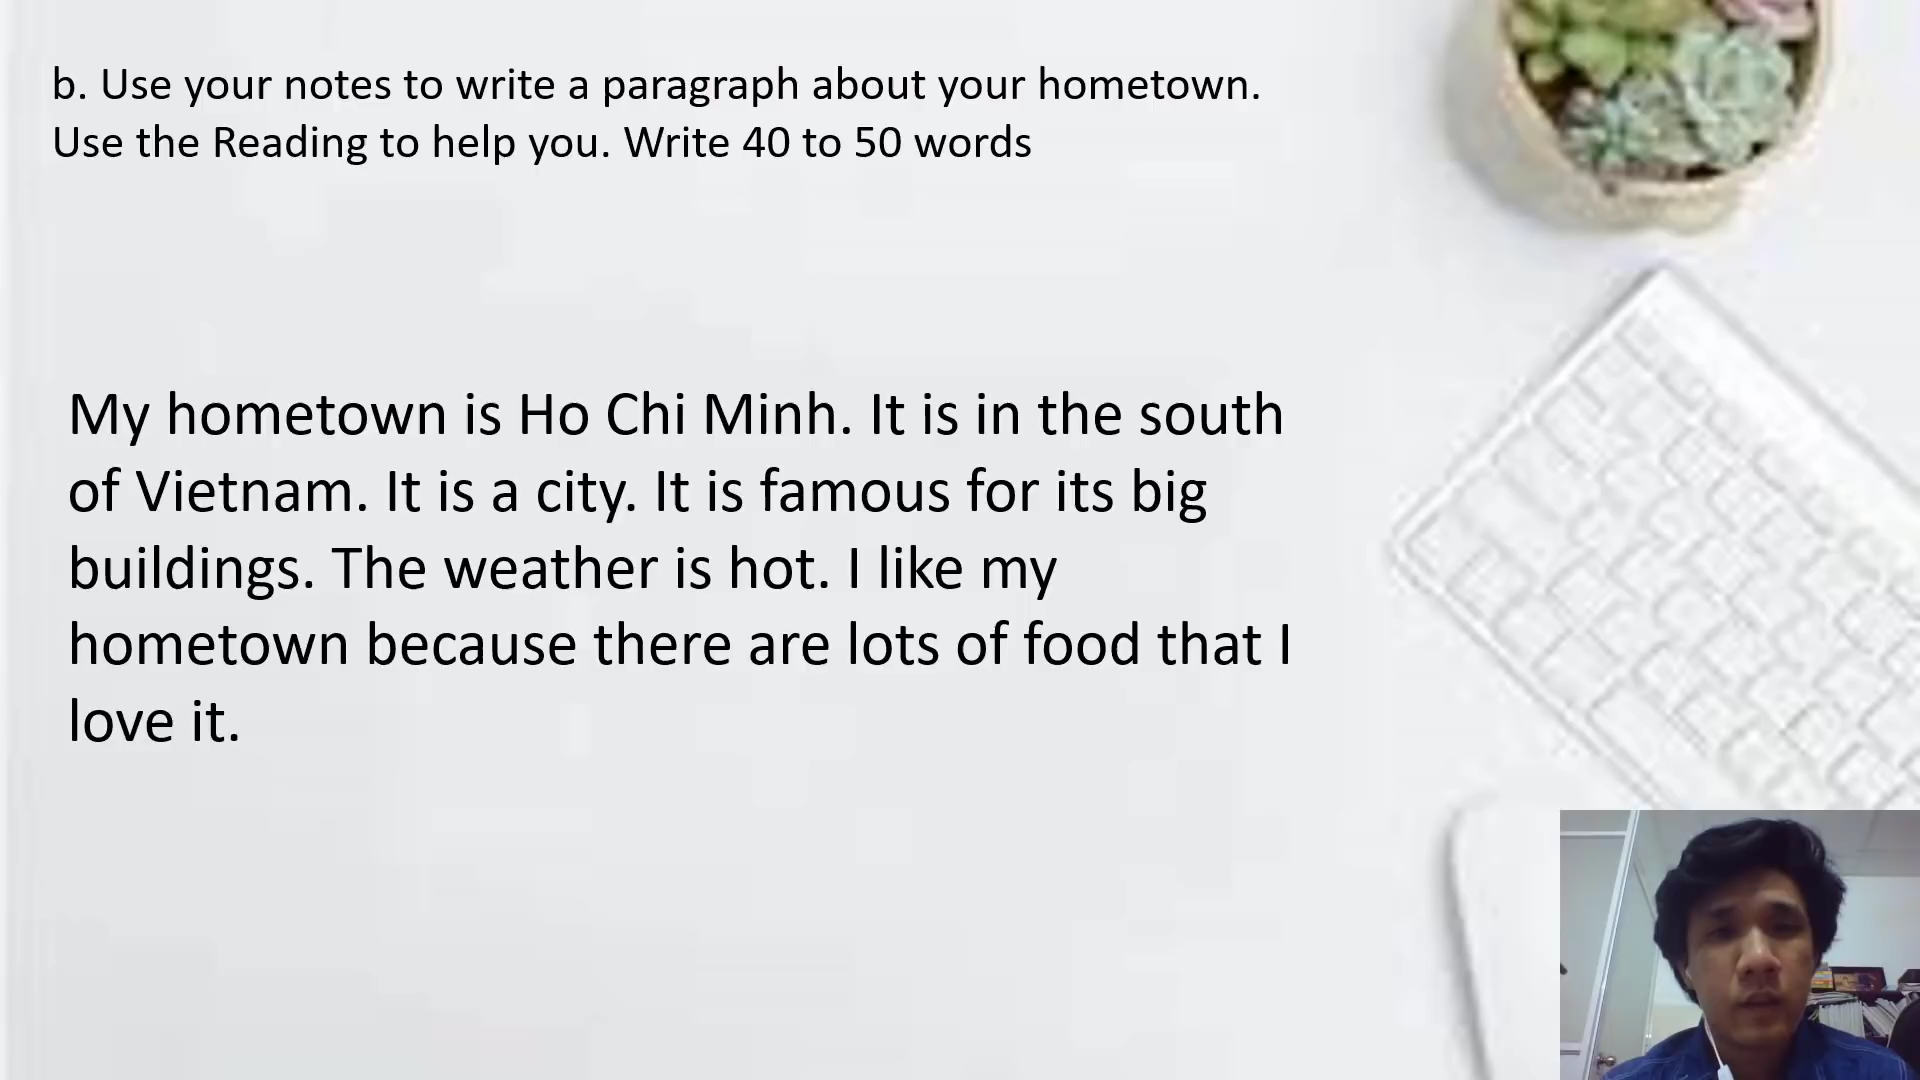 b. Use your notes to write a paragraph about your hometown.
Use the Reading to help you. Write 40 to 50 words
My hometown is Ho Chi Minh. It is in the south
of Vietnam. It is a city. It is famous for its big
buildings. The weather is hot. I like my
hometown because there are lots of food that I
love it.